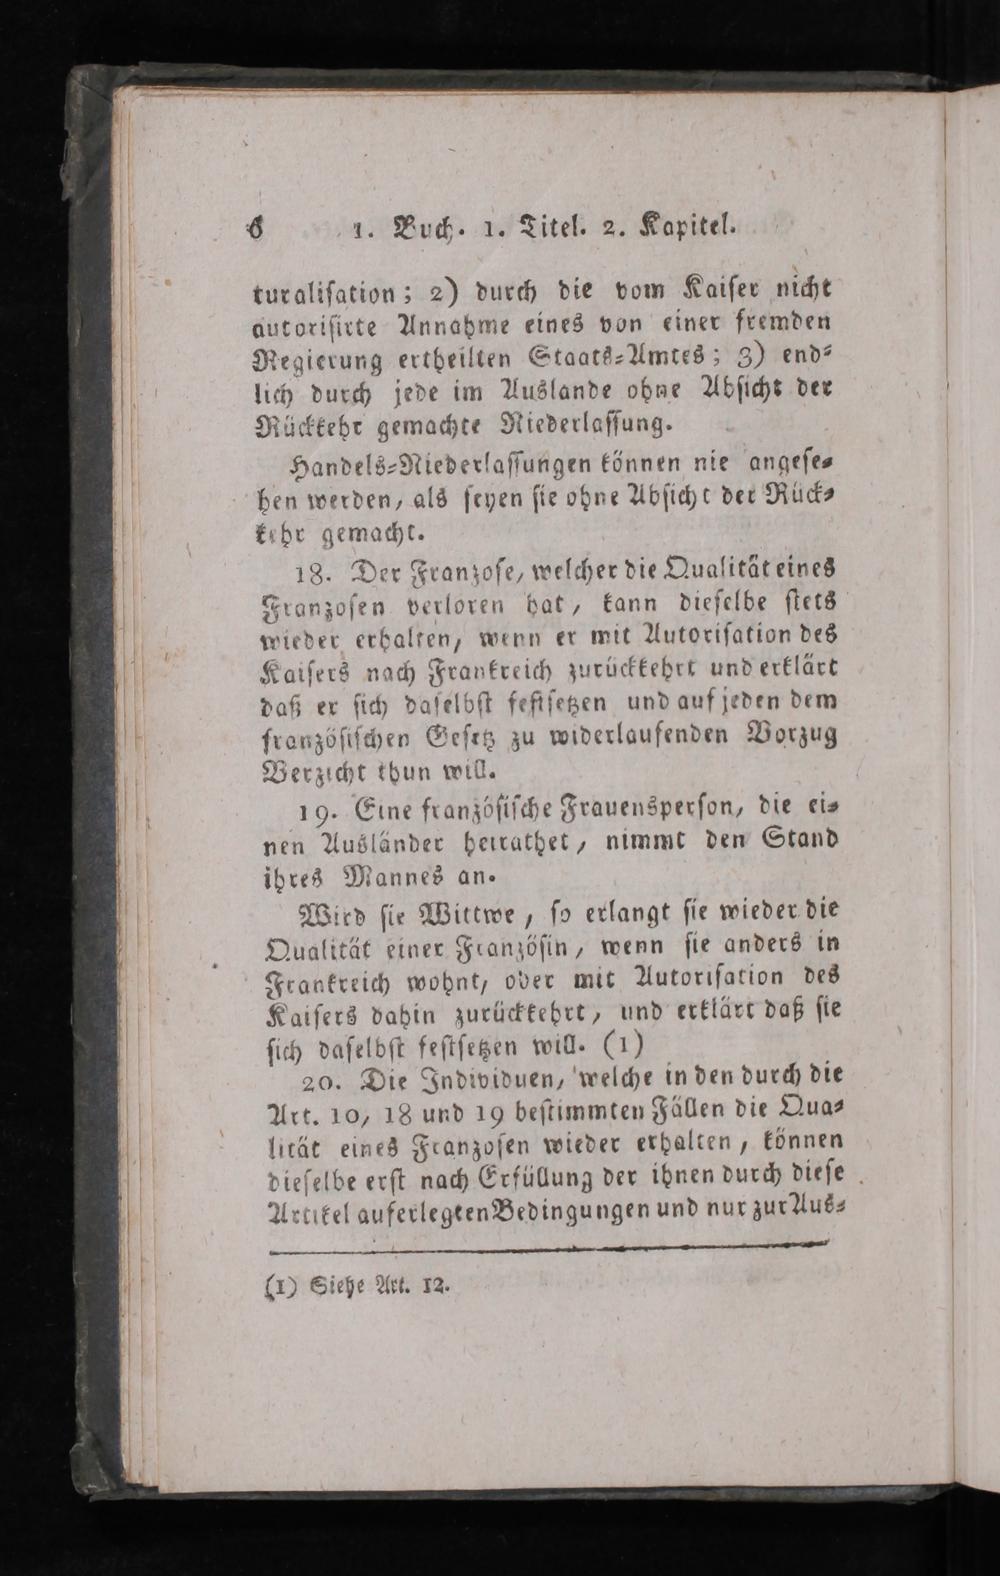 6 1. Buch. 1. Titel. 2. Kapitel.
turaliſation; 2) durch die vom Kaiſer nicht
autoriſirte Annahme eines von einer fremden
Regierung ertheilten Staats⸗Amtes; 3) end⸗
lich durch jede im Auslande ohne Abſicht der
Rückkehr gemachte Niederlaſſung.
Handels⸗Niederlaſſungen können nie angeſe⸗
hen werden, als ſeyen ſie ohne Abſicht der Rück⸗
kehr gemacht.
18. Der Franzoſe, welcher die Qualität eines
Franzoſen verloren hat, kann dieſelbe ſtets
wieder erhalten, wenn er mit Autoriſation des
Kaiſers nach Frankreich zurückkehrt und erklärt
daß er ſich daſelbſt feſtſetzen und auf jeden dem
franzöſiſchen Geſetz zu widerlaufenden Vorzug
Verzicht thun will.
19. Eine franzöſiſche Frauensperſon, die ei⸗
nen Ausländer heirathet, nimmt den Stand
ihres Mannes an.
Wird ſie Wittwe, ſo erlangt ſie wieder die
Qualität einer Franzöſin, wenn ſie anders in
Frankreich wohnt, oder mit Autoriſation des
Kaiſers dahin zurückkehrt, und erklärt daß ſie
ſich daſelbſt feſtſetzen will. (1)
20. Die Individuen, welche in den durch die
Art. 10, 18 und 19 beſtimmten Fällen die Qua⸗
lität eines Franzoſen wieder erhalten, können
dieſelbe erſt nach Erfüllung der ihnen durch dieſe
Artikel auferlegten Bedingungen und nur zur Aus⸗
(1) Siehe Art. 12.